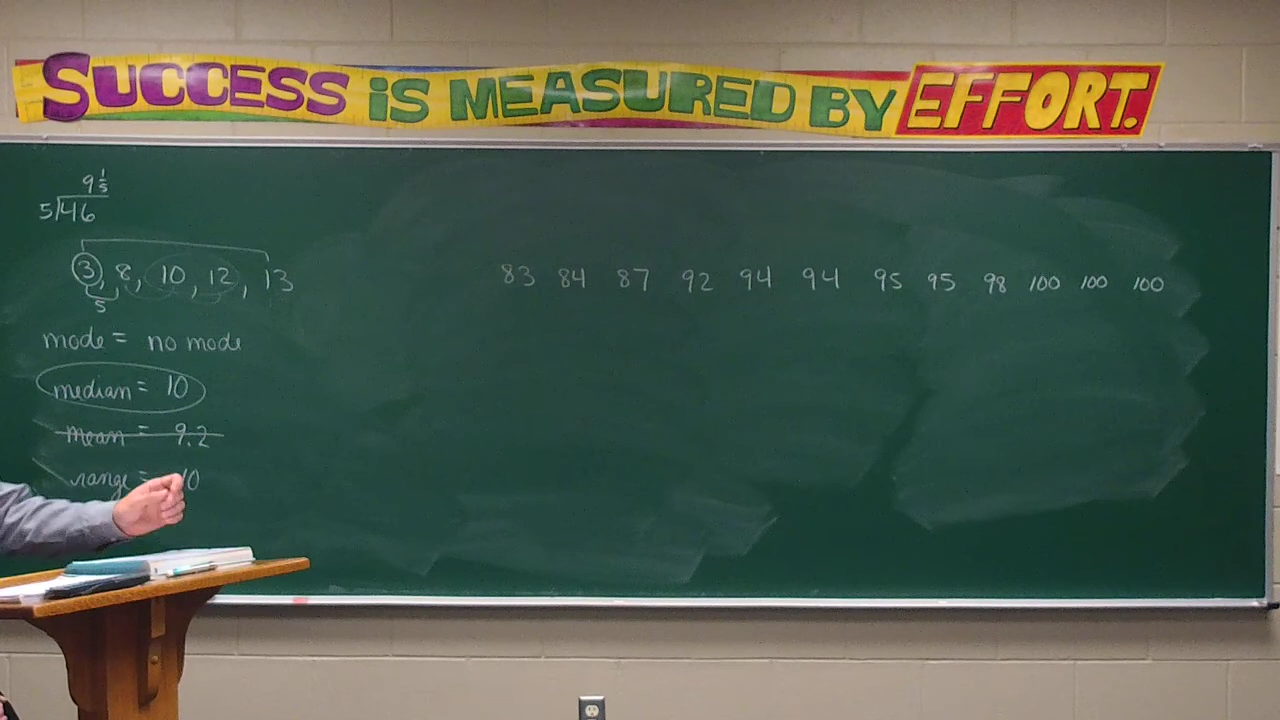 SUCCESS IS MEASURED BY EFFORT.
9 1/5
5)46
3, 8, 10, 12, 13
5
mode = no mode
median = 10
mean = 9.2
range = 10
83 84 87 92 94 94 95 95 98 100 100 100